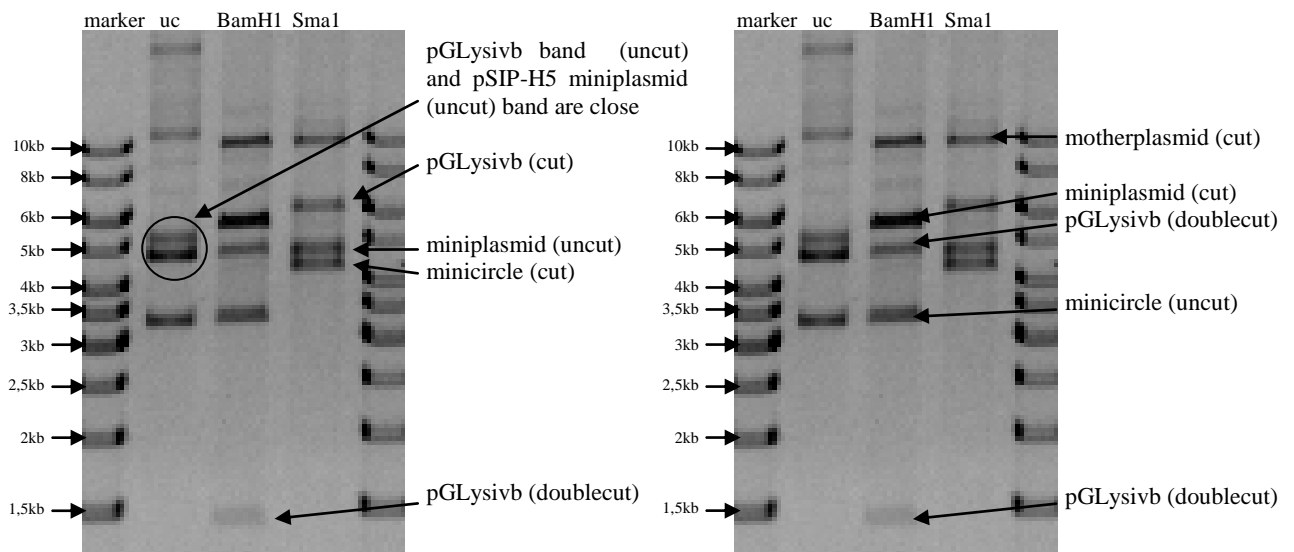 marker uc BamH1 Sma1
10kb
8kb
6kb
5kb
4kb
3,5kb
3kb
2,5kb
2kb
1,5kb
pGLysivb band (uncut)
and pSIP-H5 miniplasmid
(uncut) band are close
pGLysivb (cut)
miniplasmid (uncut)
minicircle (cut)
pGLysivb (doublecut)
marker uc BamH1 Sma1
10kb
8kb
6kb
5kb
4kb
3,5kb
3kb
2,5kb
2kb
1,5kb
motherplasmid (cut)
miniplasmid (cut)
pGLysivb (doublecut)
minicircle (uncut)
pGLysivb (doublecut)